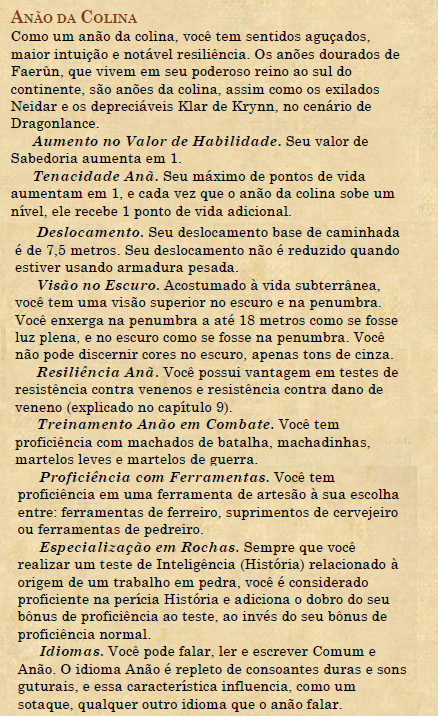 Anão da Colina
Como um anão da colina, você tem sentidos aguçados,
maior intuição e notável resiliência. Os anões dourados de
Faerûn, que vivem em seu poderoso reino ao sul do
continente, são anões da colina, assim como os exilados
Neidar e os depreciáveis Klar de Krynn, no cenário de
Dragonlance.
Aumento no Valor de Habilidade. Seu valor de
Sabedoria aumenta em 1.
Tenacidade Anã. Seu máximo de pontos de vida
aumentam em 1, e cada vez que o anão da colina sobe um
nível, ele recebe 1 ponto de vida adicional.
Deslocamento. Seu deslocamento base de caminhada
é de 7,5 metros. Seu deslocamento não é reduzido quando
estiver usando armadura pesada.
Visão no Escuro. Acostumado à vida subterrânea,
você tem uma visão superior no escuro e na penumbra.
Você enxerga na penumbra a até 18 metros como se fosse
luz plena, e no escuro como se fosse na penumbra. Você
não pode discernir cores no escuro, apenas tons de cinza.
Resiliência Anã. Você possui vantagem em testes de
resistência contra venenos e resistência contra dano de
veneno (explicado no capítulo 9).
Treinamento Anão em Combate. Você tem
proficiência com machados de batalha, machadinhas,
martelos leves e martelos de guerra.
Proficiência com Ferramentas. Você tem
proficiência em uma ferramenta de artesão à sua escolha
entre: ferramentas de ferreiro, suprimentos de cervejeiro
ou ferramentas de pedreiro.
Especialização em Rochas. Sempre que você
realizar um teste de Inteligência (História) relacionado à
origem de um trabalho em pedra, você é considerado
proficiente na perícia História e adiciona o dobro do seu
bônus de proficiência ao teste, ao invés do seu bônus de
proficiência normal.
Idiomas. Você pode falar, ler e escrever Comum e
Anão. O idioma Anão é repleto de consoantes duras e sons
guturais, e essa característica influencia, como um
sotaque, qualquer outro idioma que o anão falar.